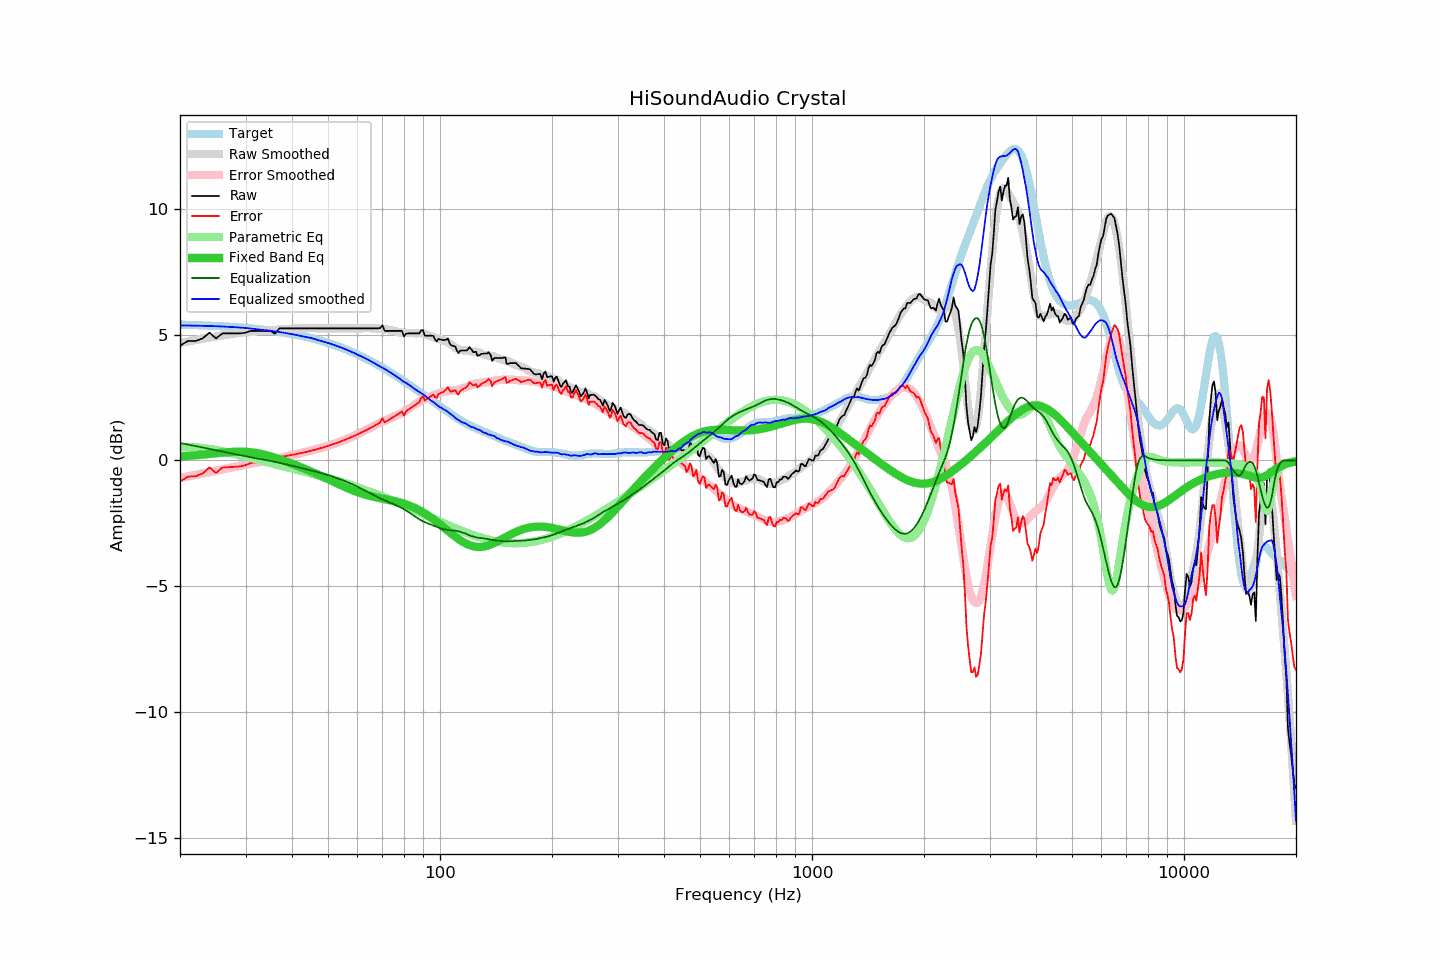 HiSoundAudio Crystal
Target
Raw Smoothed
Error Smoothed
Raw
Error
Parametric Eq
Fixed Band Eq
Equalization
Equalized smoothed
Amplitude (dBr)
10
5
0
−5
−10
−15
100
1000
10000
Frequency (Hz)